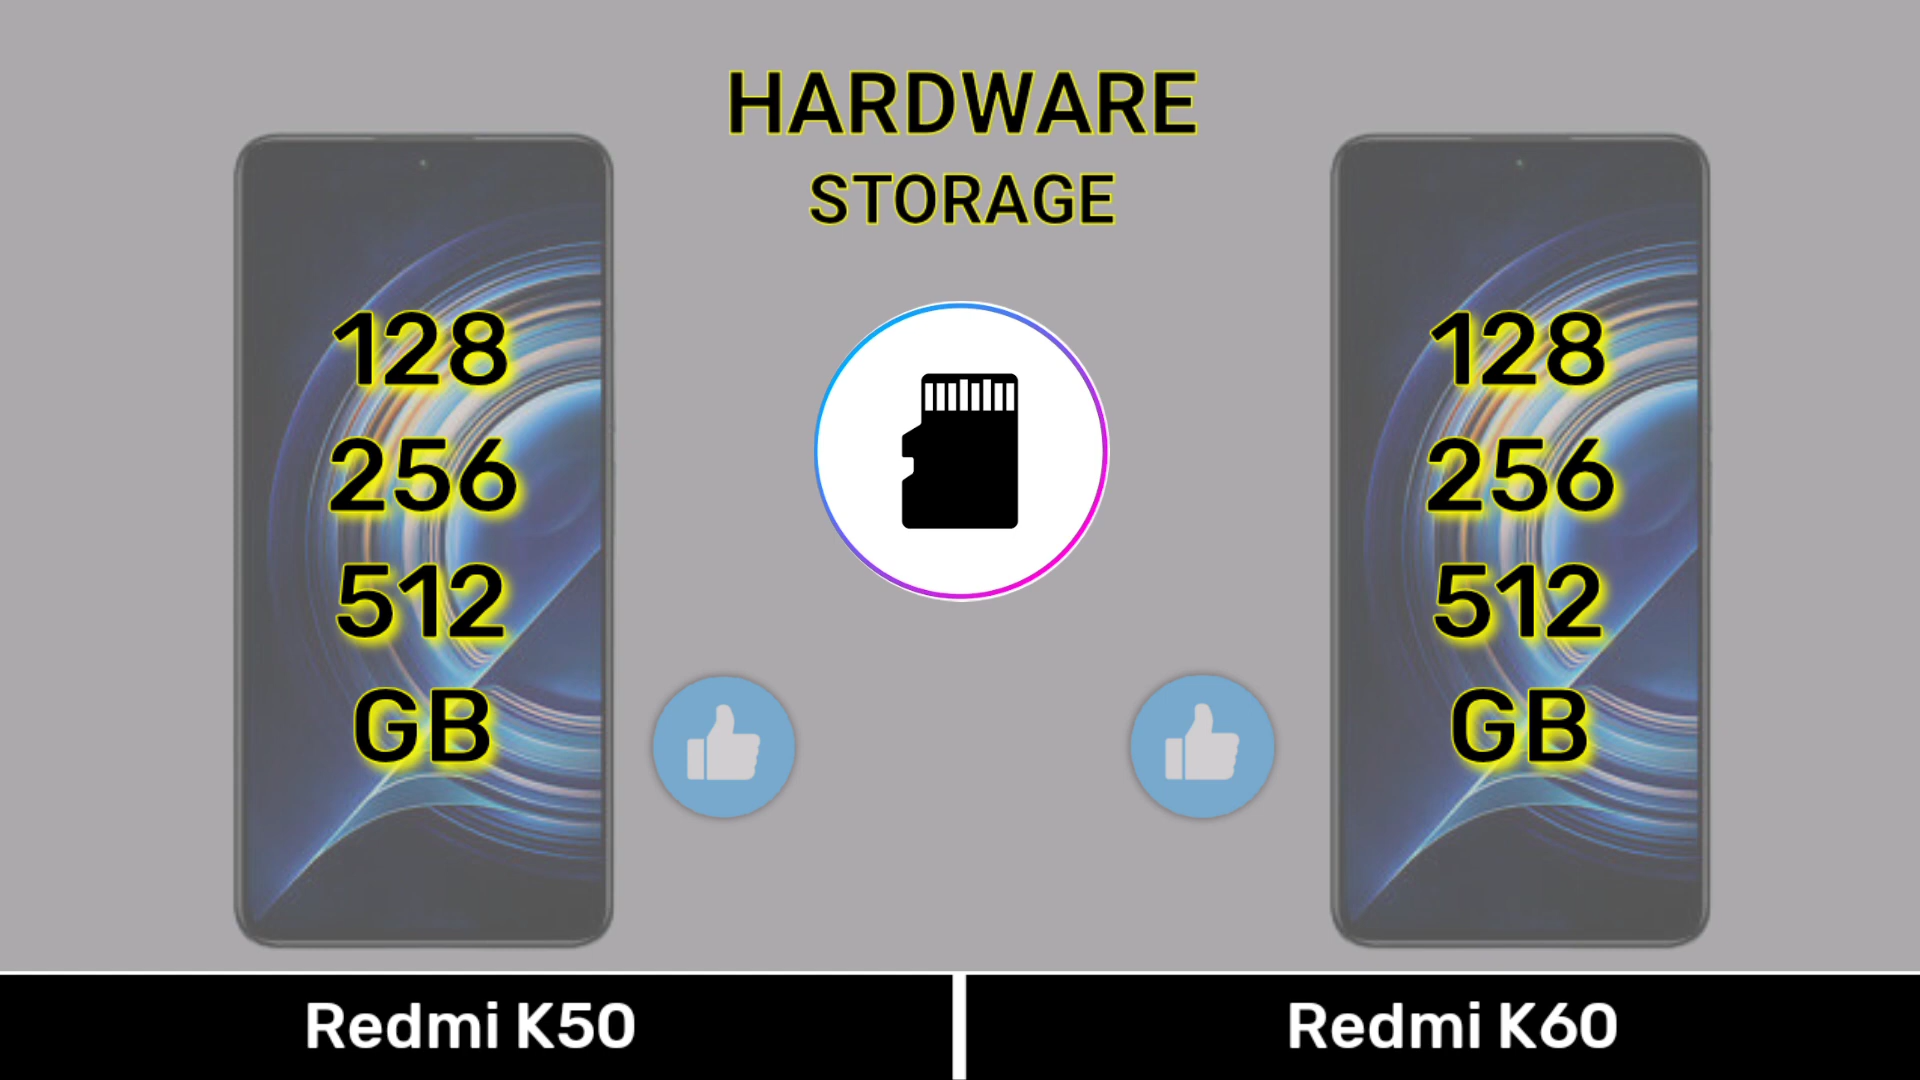 HARDWARE
STORAGE
128
256
512
GB
128
256
512
GB
Redmi K50
Redmi K60